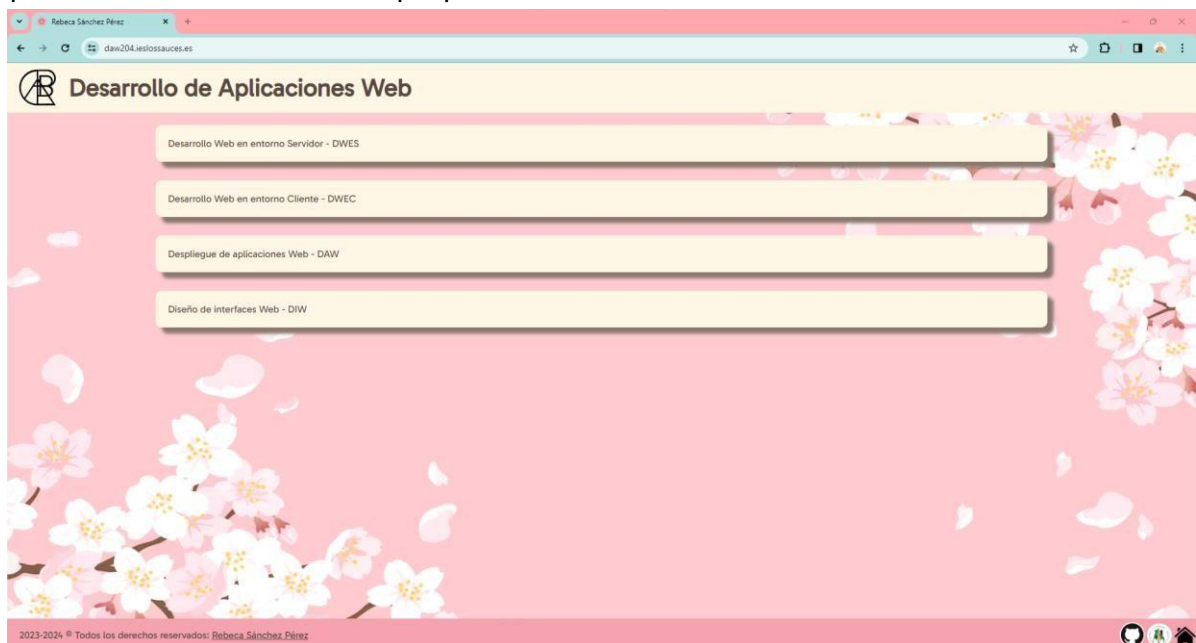 Rebeca Sánchez Pérez
daw204.ieslossauces.es
Desarrollo de Aplicaciones Web
Desarrollo Web en entorno Servidor - DWES
Desarrollo Web en entorno Cliente - DWEC
Despliegue de aplicaciones Web - DAW
Diseño de interfaces Web - DIW
2023-2024 © Todos los derechos reservados: Rebeca Sánchez Pérez